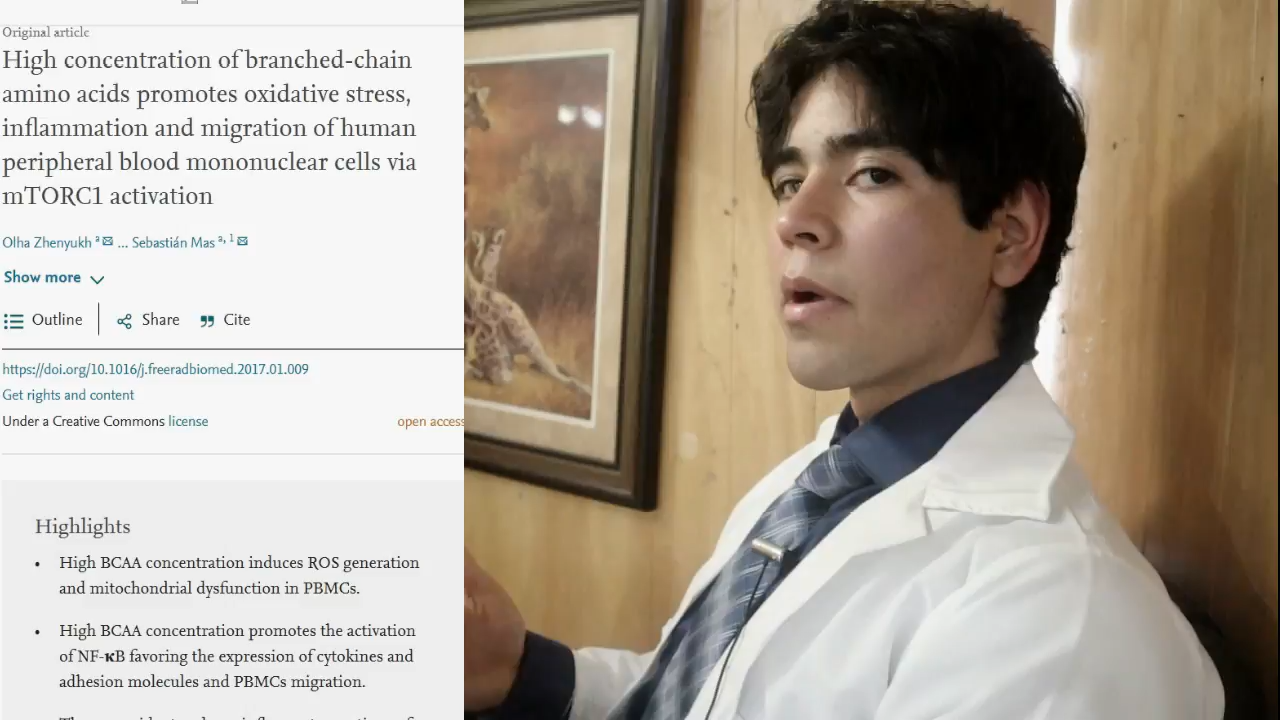 Original article
High concentration of branched-chain
amino acids promotes oxidative stress,
inflammation and migration of human
peripheral blood mononuclear cells via
mTORC1 activation
Olha Zhenyukh a ... Sebastián Mas a, 1
Show more
Outline Share Cite
https://doi.org/10.1016/j.freeradbiomed.2017.01.009
Get rights and content
Under a Creative Commons license open access
Highlights
• High BCAA concentration induces ROS generation
and mitochondrial dysfunction in PBMCs.
• High BCAA concentration promotes the activation
of NF-κB favoring the expression of cytokines and
adhesion molecules and PBMCs migration.